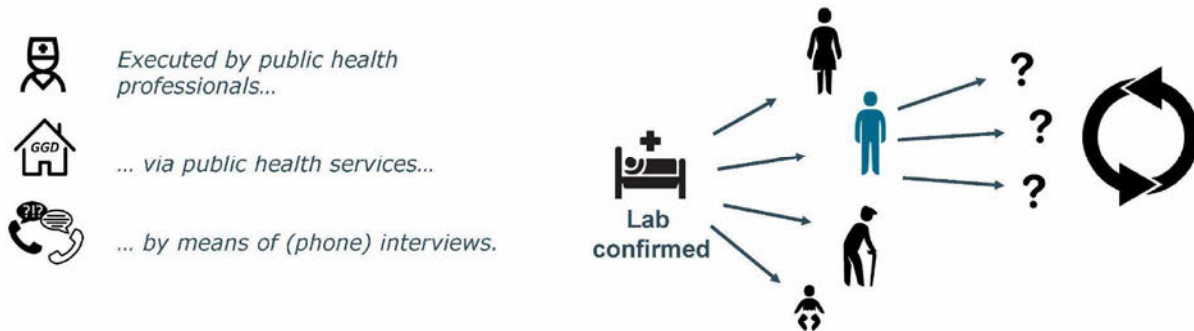 Executed by public health
professionals…
GGD
… via public health services…
?!?
… by means of (phone) interviews.
Lab
confirmed
?
?
?